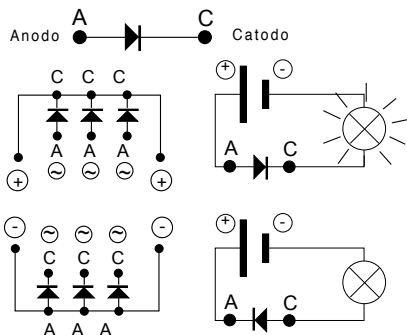 Anodo A C Catodo
C C C
A A A
~ ~ ~
+ +
+ -
A C
- ~ ~ ~ -
C C C
A A A
+ -
A C